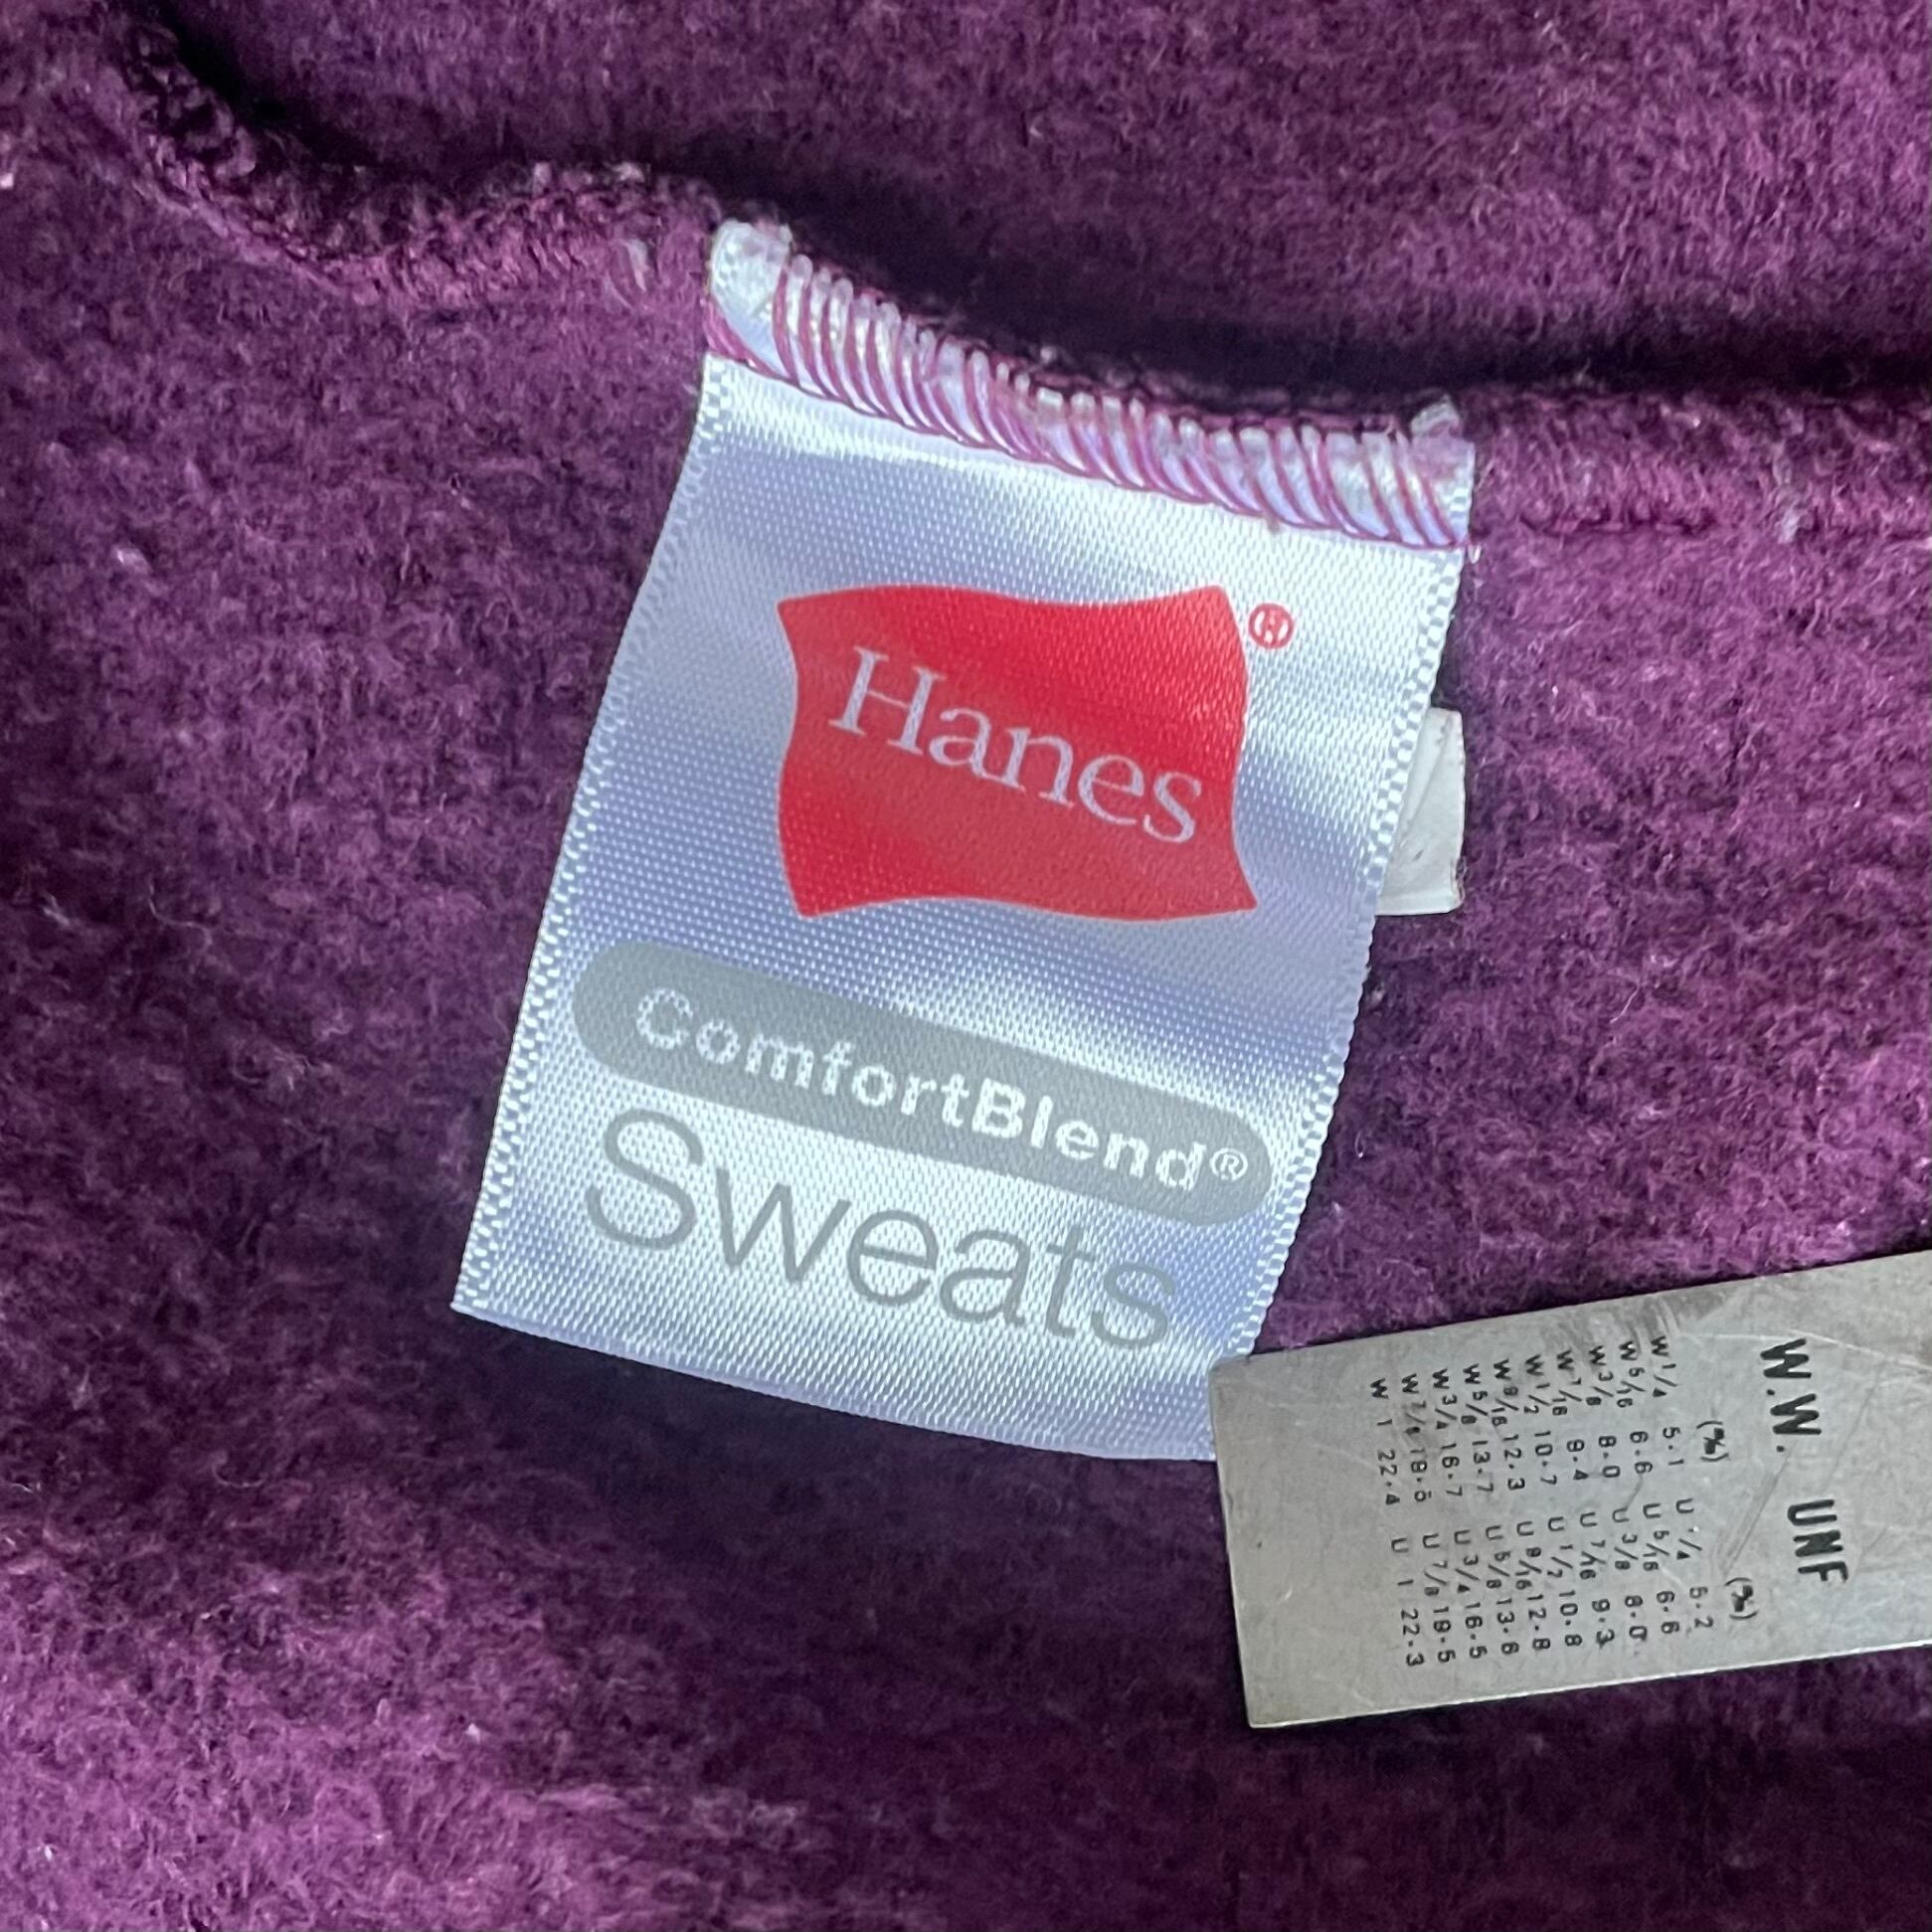 Hanes®
ComfortBlend®
Sweats
W.W. UNF
(%) (%)
W 1/4 5.1 U 1/4 5.2
W 5/16 6.6 U 5/16 6.6
W 3/8 8.0 U 3/8 8.0
W 7/16 9.4 U 7/16 9.3
W 1/2 10.7 U 1/2 10.8
W 9/16 12.3 U 9/16 12.8
W 5/8 13.7 U 5/8 13.6
W 3/4 16.7 U 3/4 16.5
W 7/8 19.5 U 7/8 19.5
W 1 22.4 U 1 22.3